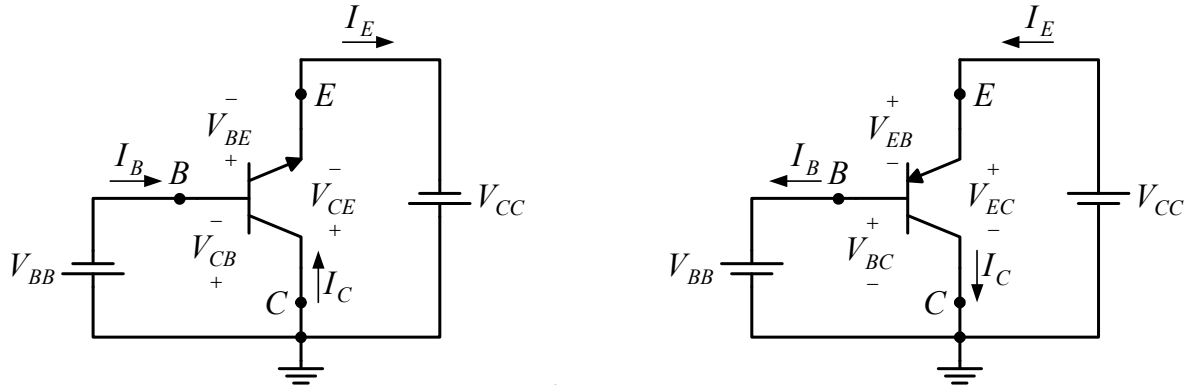 I_E
E
V_BE
I_B
B
V_CE
V_CC
V_CB
V_BB
I_C
C
I_E
E
V_EB
I_B
B
V_EC
V_CC
V_BC
V_BB
I_C
C